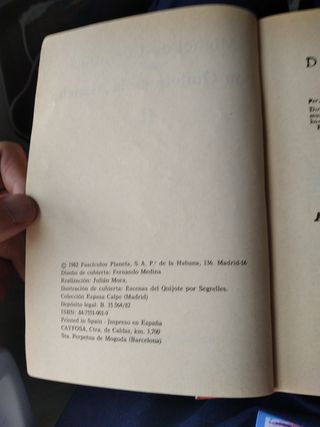 © 1982 Fascículos Planeta, S. A. P.º de la Habana, 136. Madrid-16
Diseño de cubierta: Fernando Medina
Realización: Julián Mora.
Ilustración de cubierta: Escenas del Quijote por Segrelles.
Colección Espasa Calpe (Madrid)
Depósito legal: B. 35.564/82
ISBN: 84-7551-061-9
Printed in Spain - Impreso en España
CAYFOSA, Ctra. de Caldas, km. 3,700
Sta. Perpetua de Moguda (Barcelona)